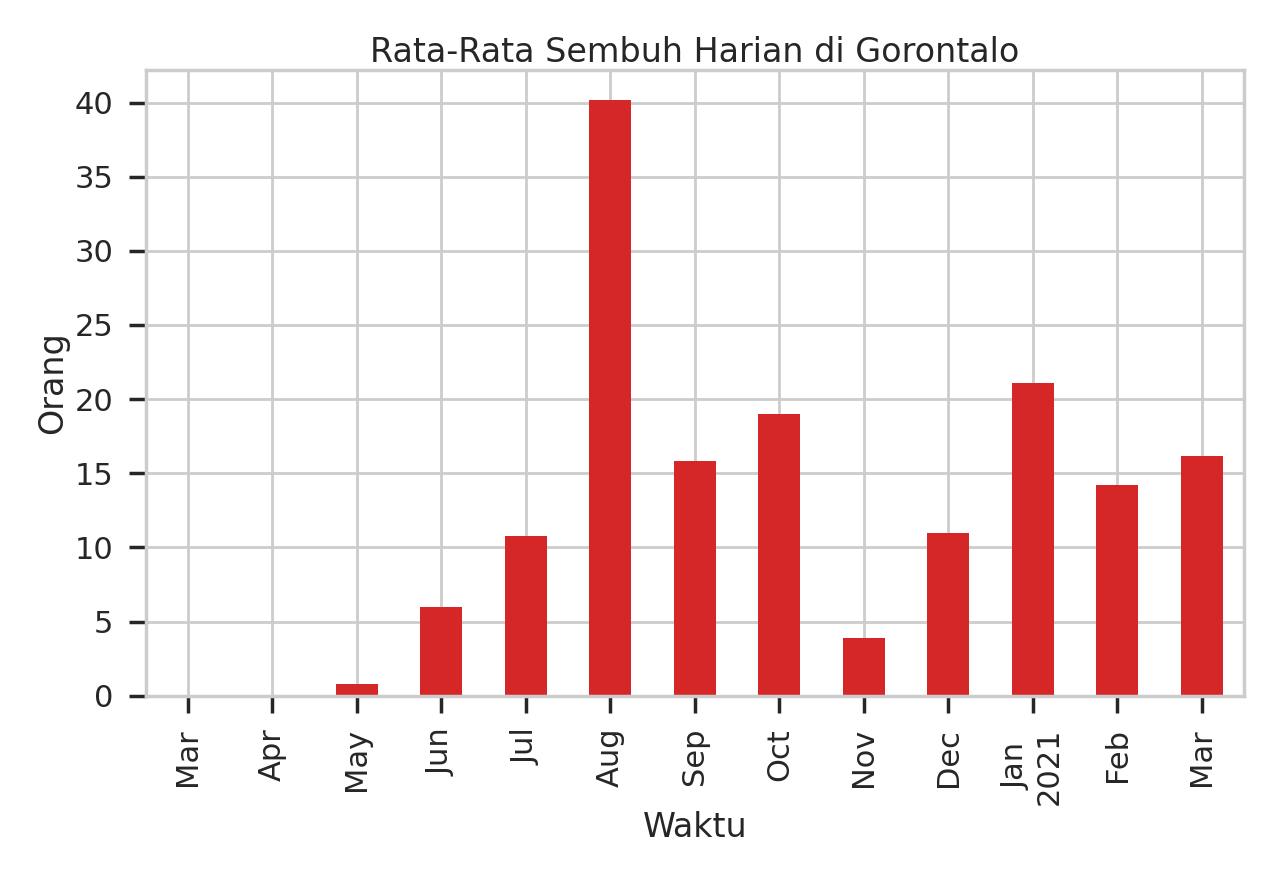 Rata-Rata Sembuh Harian di Gorontalo
Orang
40
35
30
25
20
15
10
5
0
Mar
Apr
May
Jun
Jul
Aug
Sep
Oct
Nov
Dec
Jan
2021
Feb
Mar
Waktu